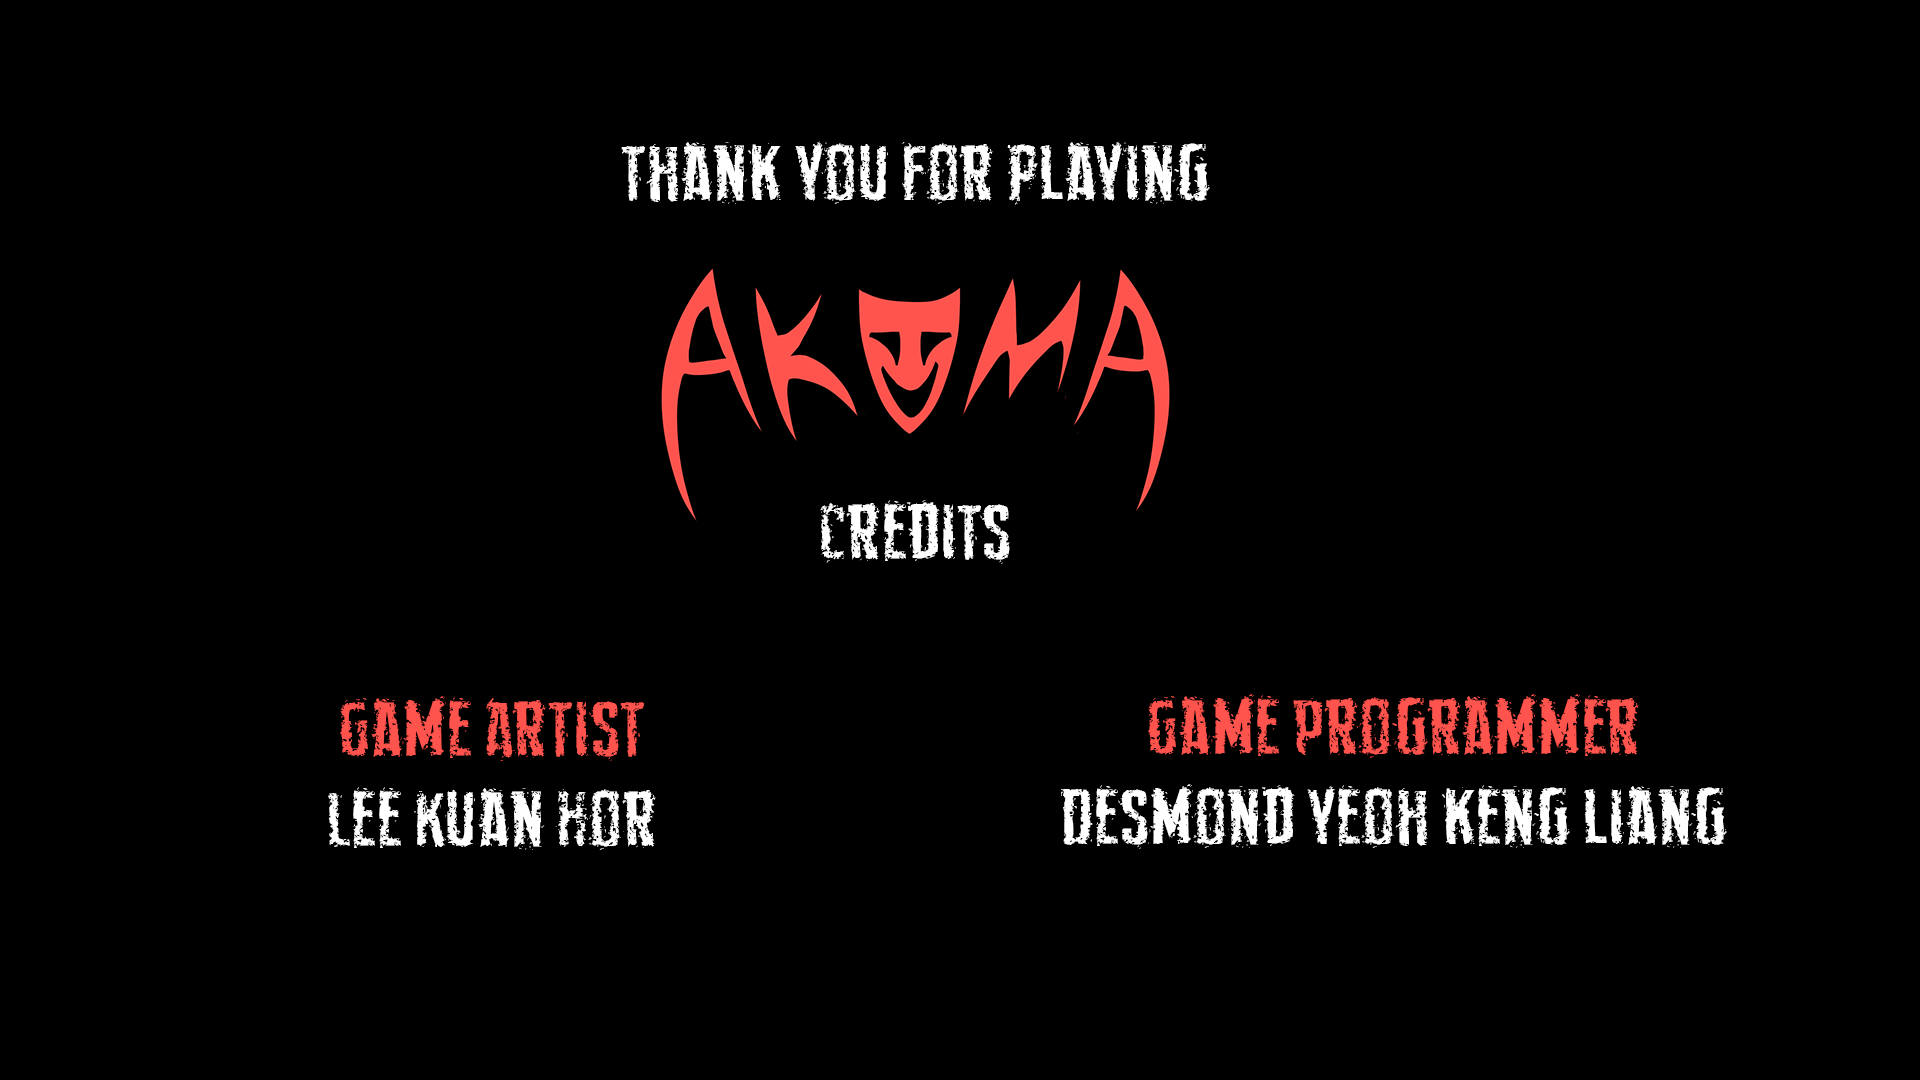 THANK YOU FOR PLAYING
AKUMA
CREDITS
GAME ARTIST
LEE KUAN HOR
GAME PROGRAMMER
DESMOND YEOH KENG LIANG